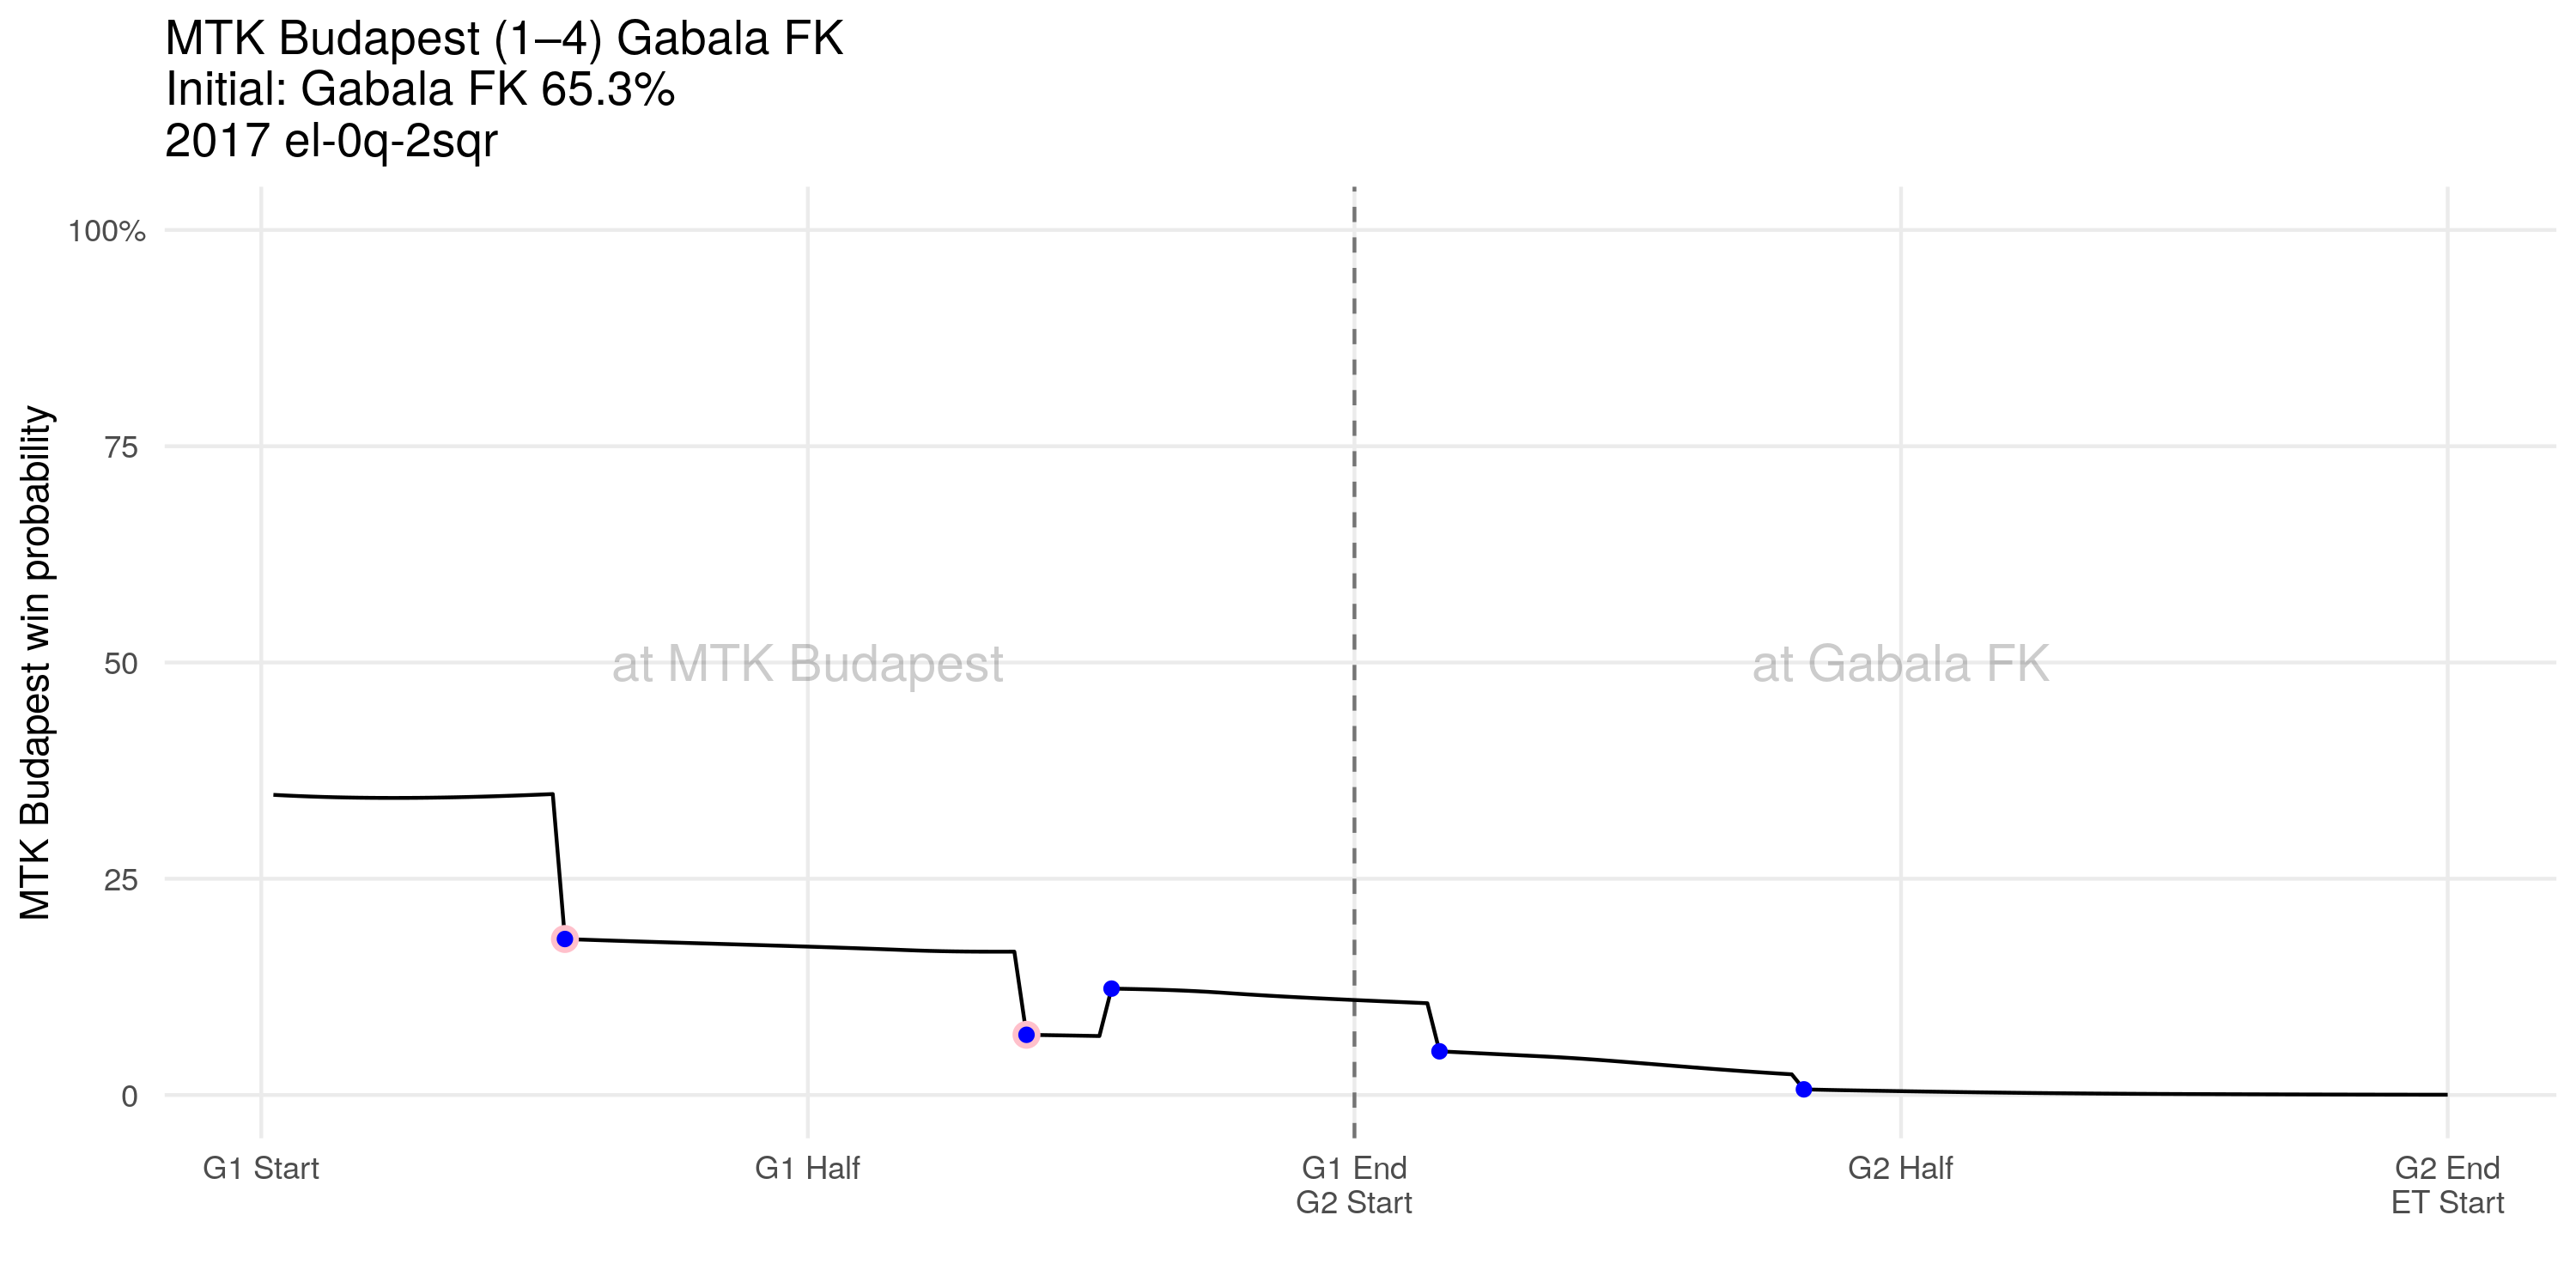 MTK Budapest (1–4) Gabala FK
Initial: Gabala FK 65.3%
2017 el-0q-2sqr
MTK Budapest win probability
100%
75
50
25
0
at MTK Budapest
at Gabala FK
G1 Start
G1 Half
G1 End
G2 Start
G2 Half
G2 End
ET Start